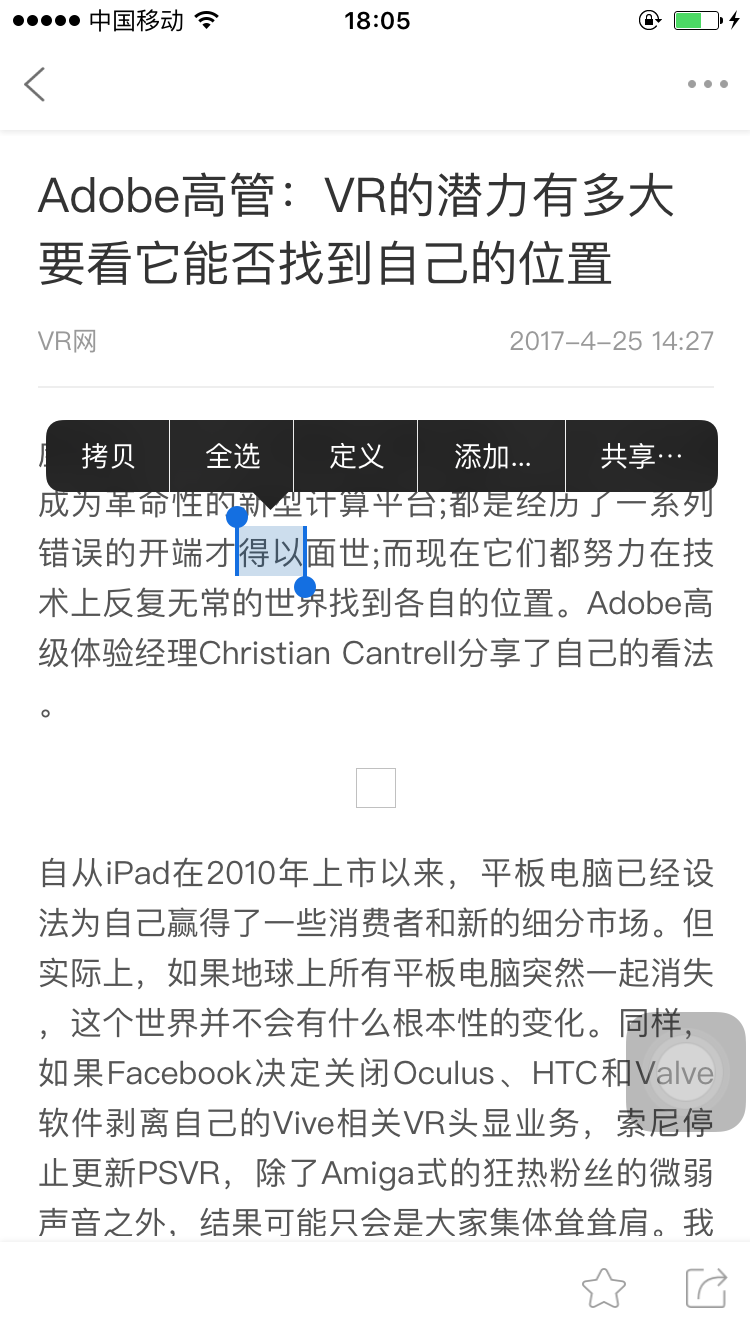 中国移动
18:05
Adobe高管：VR的潜力有多大
要看它能否找到自己的位置
VR网
2017-4-25 14:27
拷贝
全选
定义
添加...
共享…
成为革命性的新型计算平台;都是经历了一系列
错误的开端才得以面世;而现在它们都努力在技
术上反复无常的世界找到各自的位置。Adobe高
级体验经理Christian Cantrell分享了自己的看法
。
自从iPad在2010年上市以来，平板电脑已经设
法为自己赢得了一些消费者和新的细分市场。但
实际上，如果地球上所有平板电脑突然一起消失
，这个世界并不会有什么根本性的变化。同样，
如果Facebook决定关闭Oculus、HTC和Valve
软件剥离自己的Vive相关VR头显业务，索尼停
止更新PSVR，除了Amiga式的狂热粉丝的微弱
声音之外，结果可能只会是大家集体耸耸肩。我